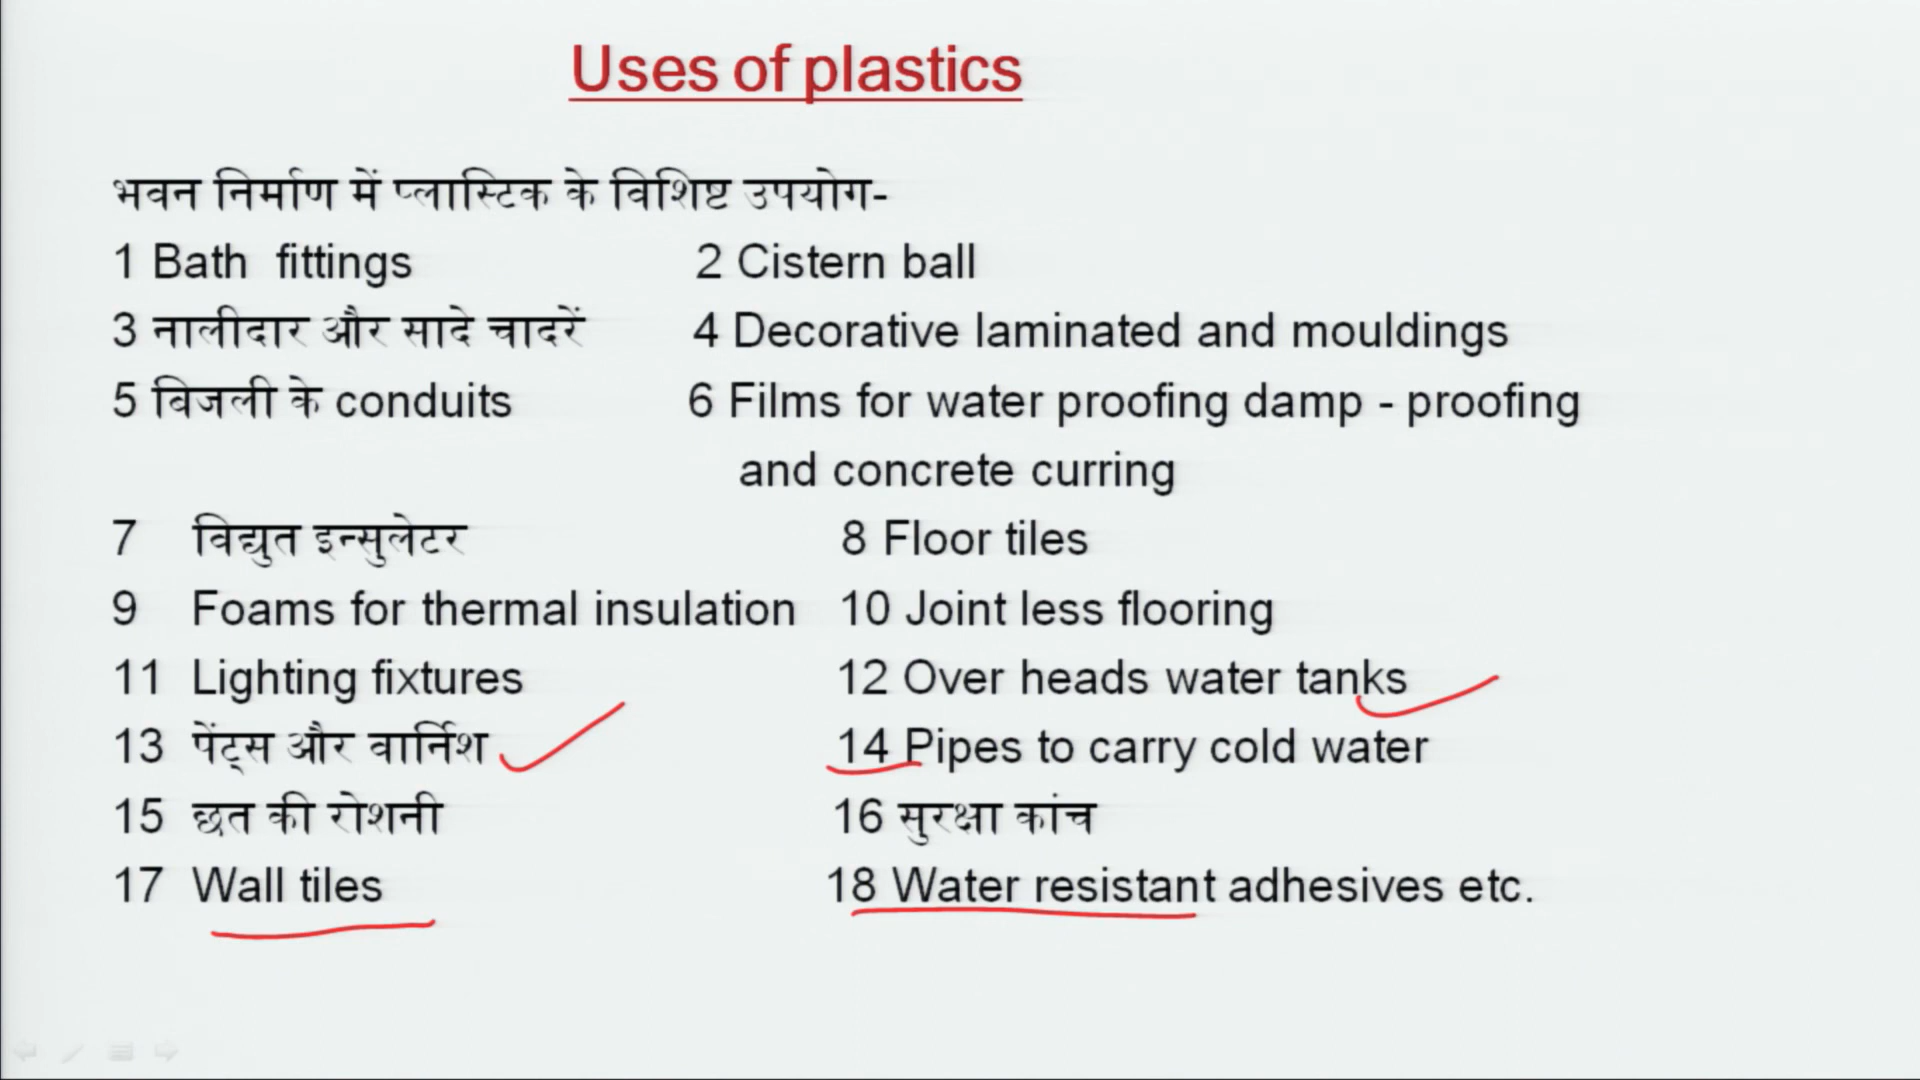 Uses of plastics
भवन निर्माण में प्लास्टिक के विशिष्ट उपयोग-
1 Bath fittings 2 Cistern ball
3 नालीदार और सादे चादरें 4 Decorative laminated and mouldings
5 बिजली के conduits 6 Films for water proofing damp - proofing
and concrete curring
7 विद्युत इन्सुलेटर 8 Floor tiles
9 Foams for thermal insulation 10 Joint less flooring
11 Lighting fixtures 12 Over heads water tanks
13 पेंट्स और वार्निश 14 Pipes to carry cold water
15 छत की रोशनी 16 सुरक्षा कांच
17 Wall tiles 18 Water resistant adhesives etc.